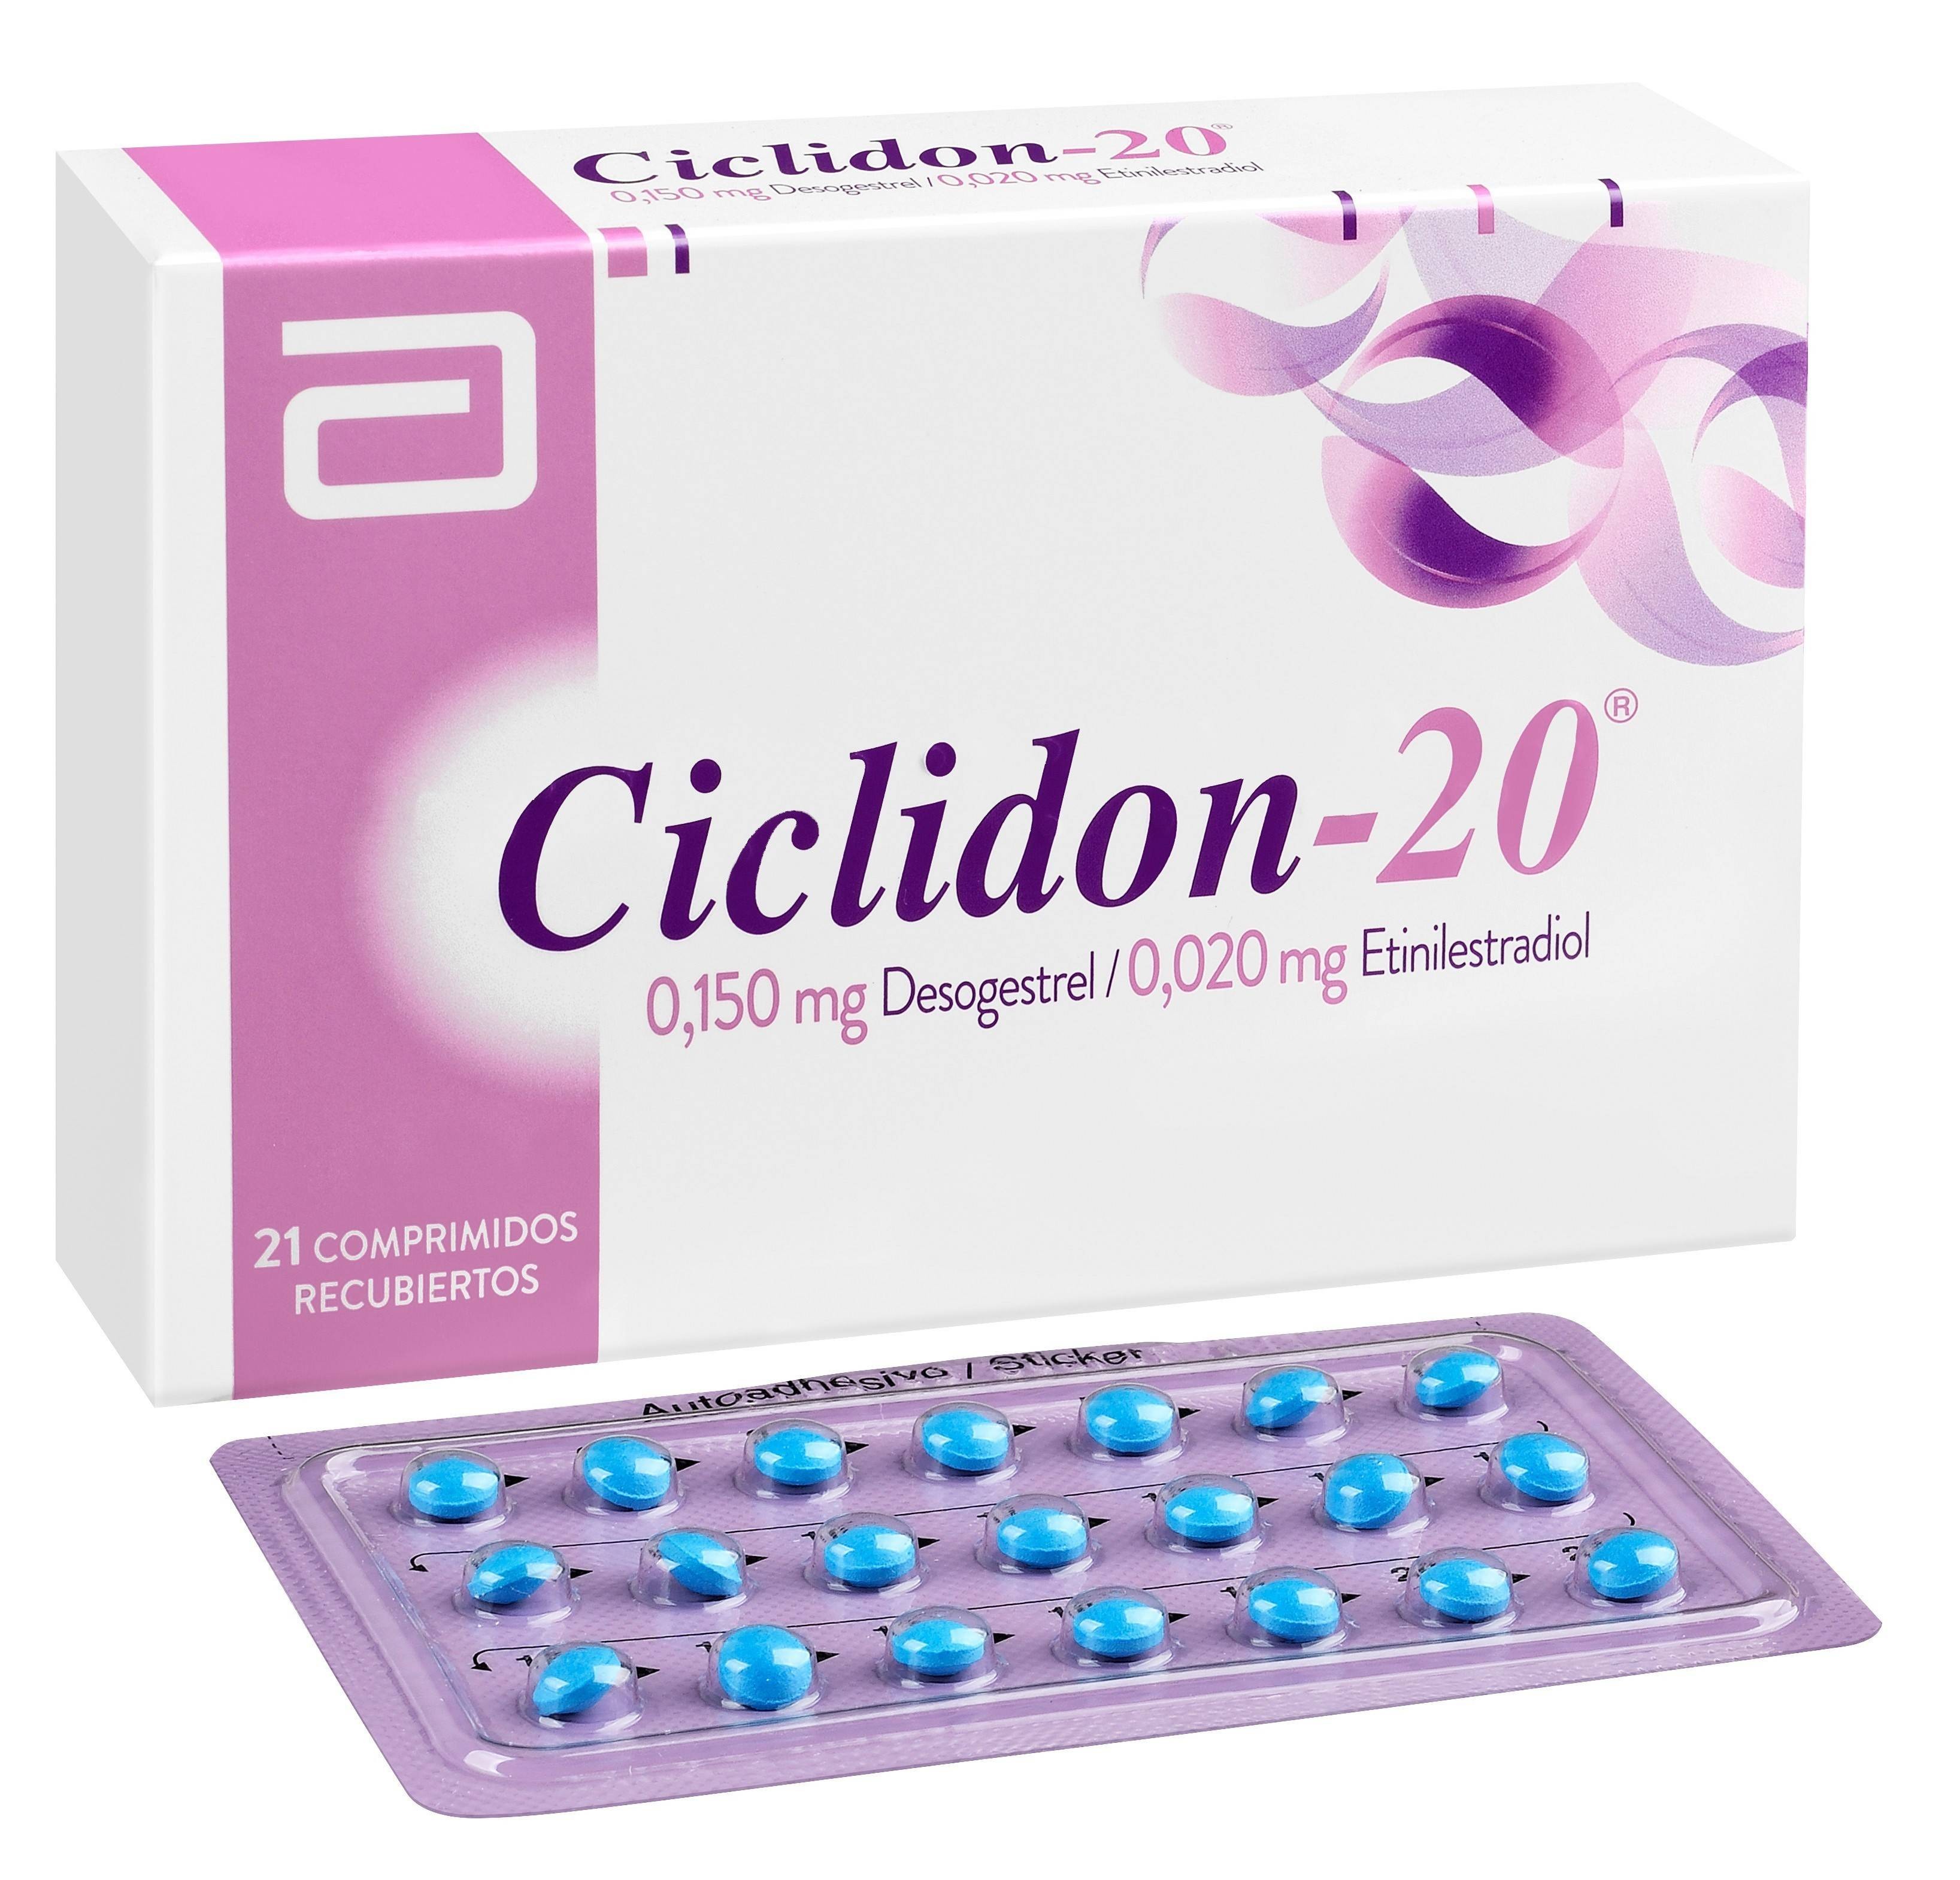 Ciclidon-20®
0,150 mg Desogestrel / 0,020 mg Etinilestradiol
Ciclidon-20®
0,150 mg Desogestrel / 0,020 mg Etinilestradiol
21 COMPRIMIDOS
RECUBIERTOS
Autoadhesivo / Sticker